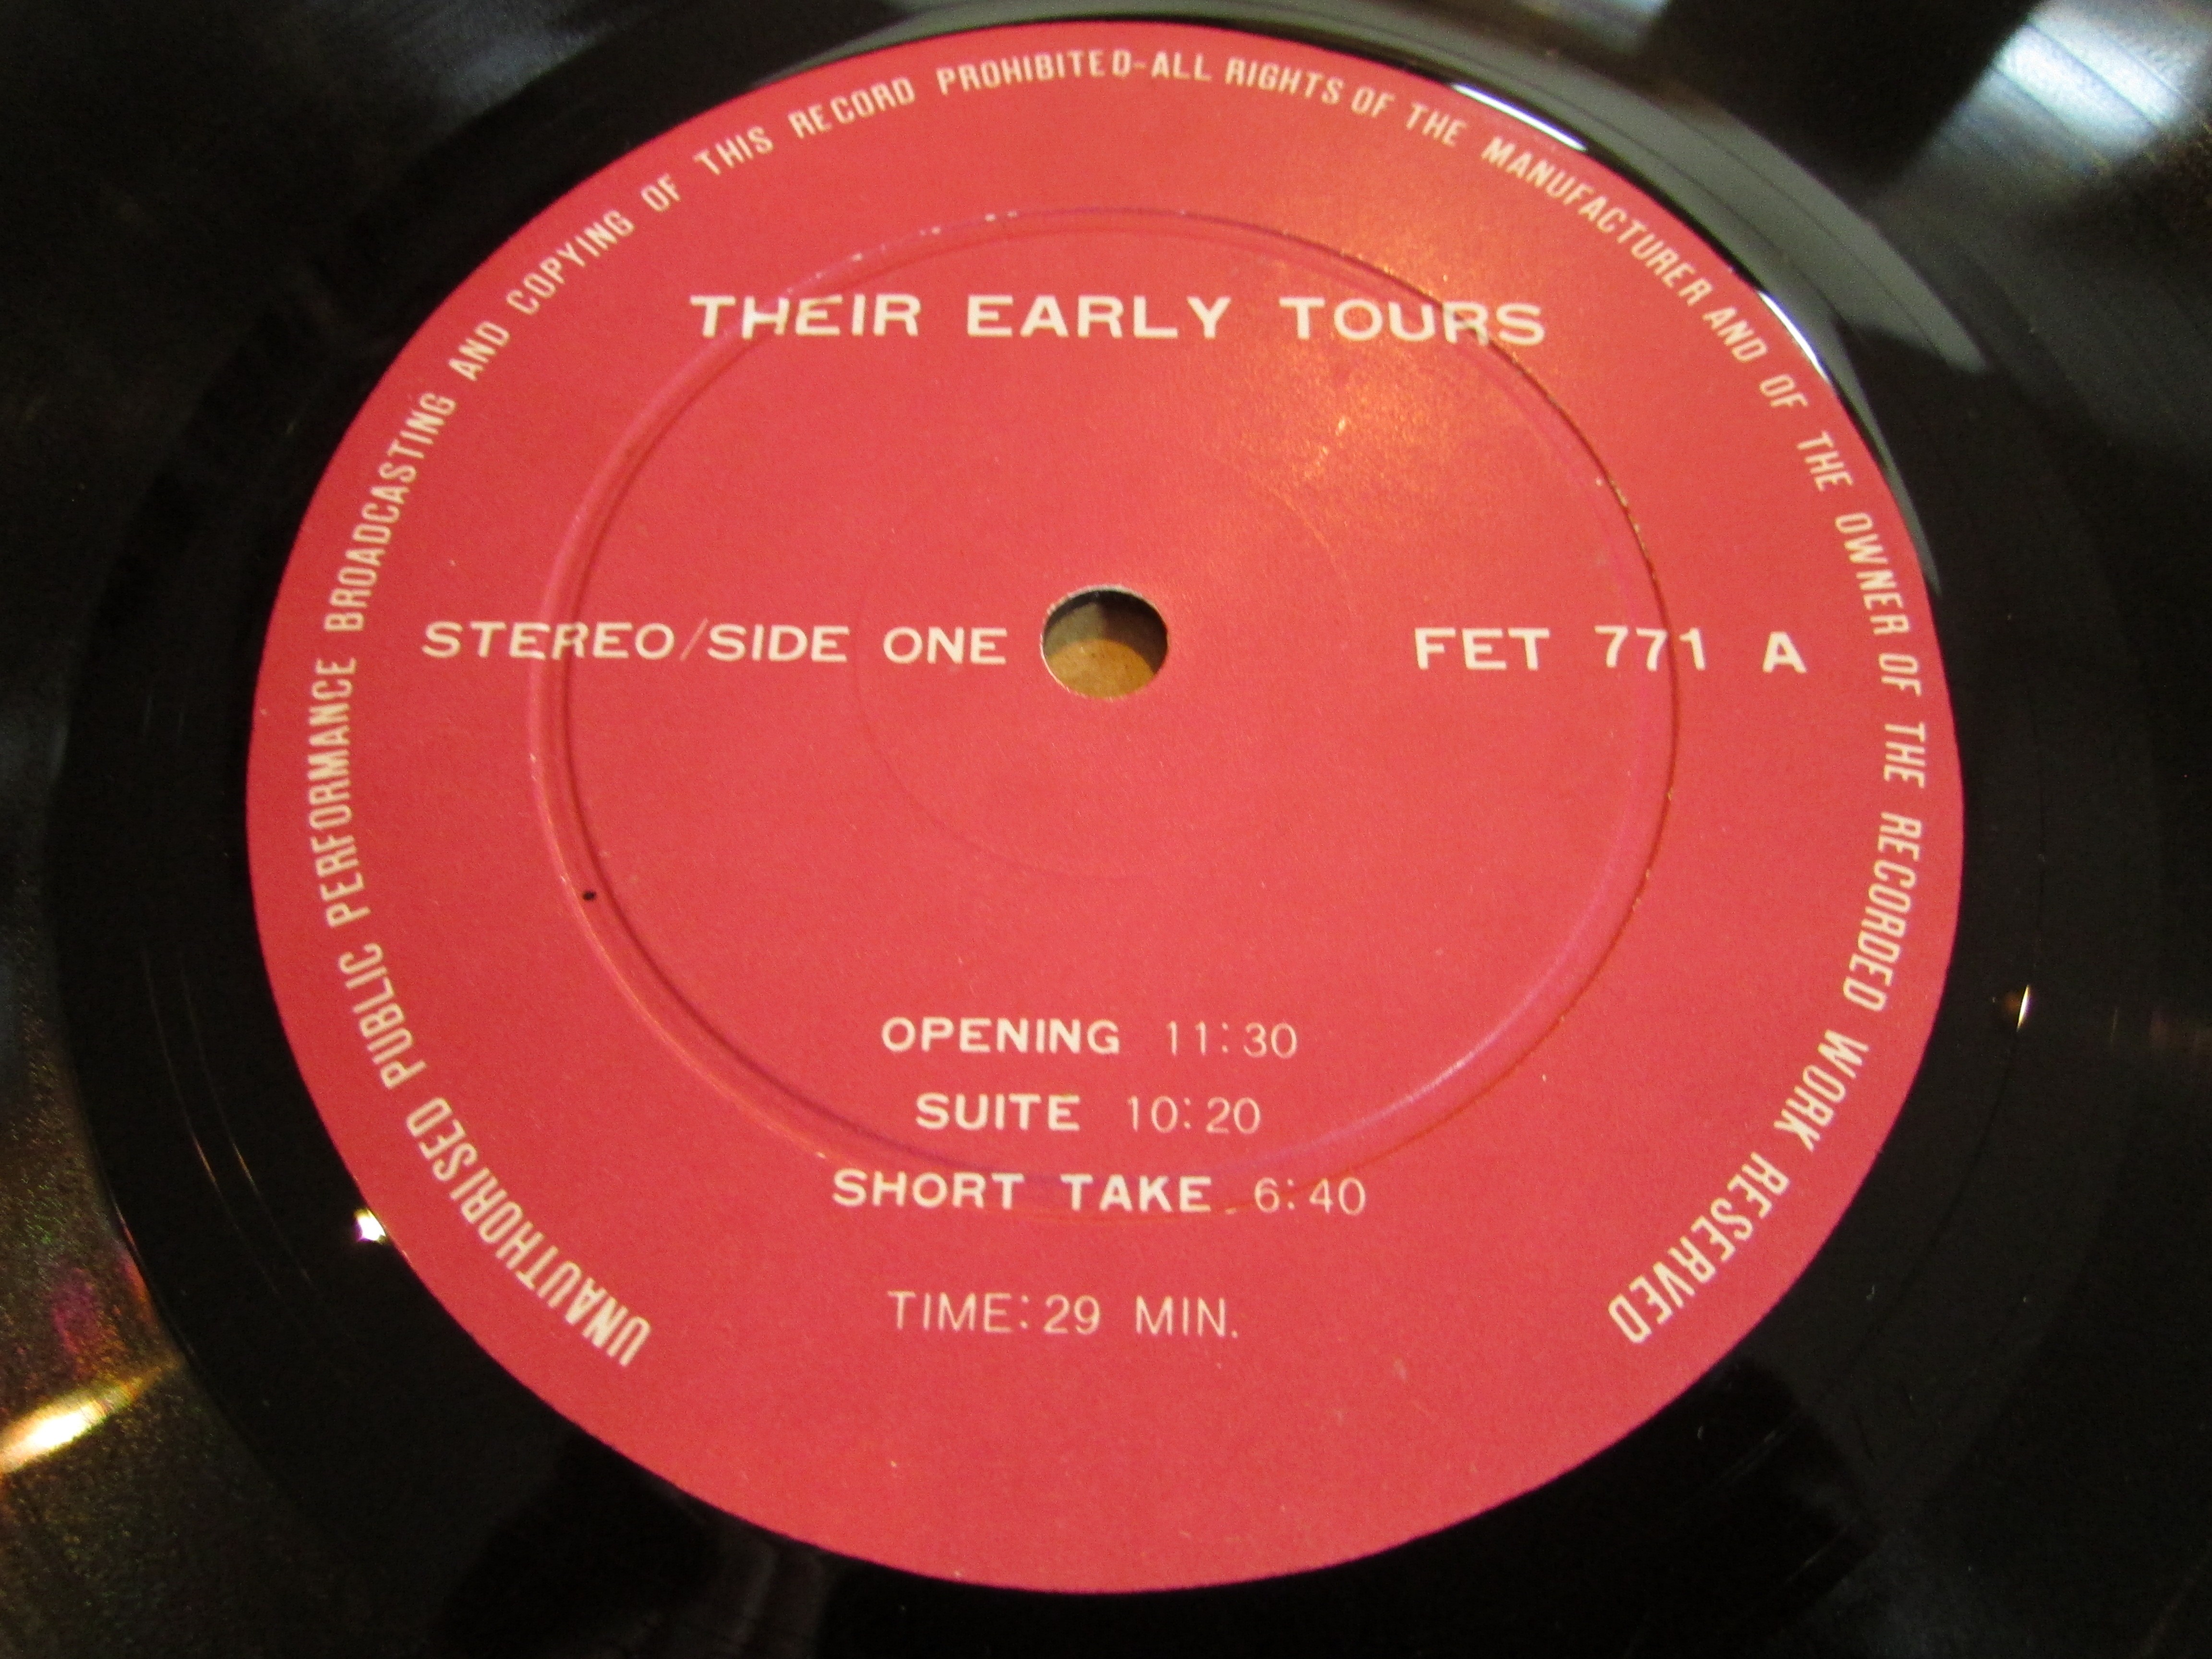 UNAUTHORISED PUBLIC PERFORMANCE BROADCASTING AND COPYING OF THIS RECORD PROHIBITED-ALL RIGHTS OF THE MANUFACTURER AND OF THE OWNER OF THE RECORDED WORK RESERVED
THEIR EARLY TOURS
STEREO/SIDE ONE
FET 771 A
OPENING 11:30
SUITE 10:20
SHORT TAKE. 6:40
TIME: 29 MIN.